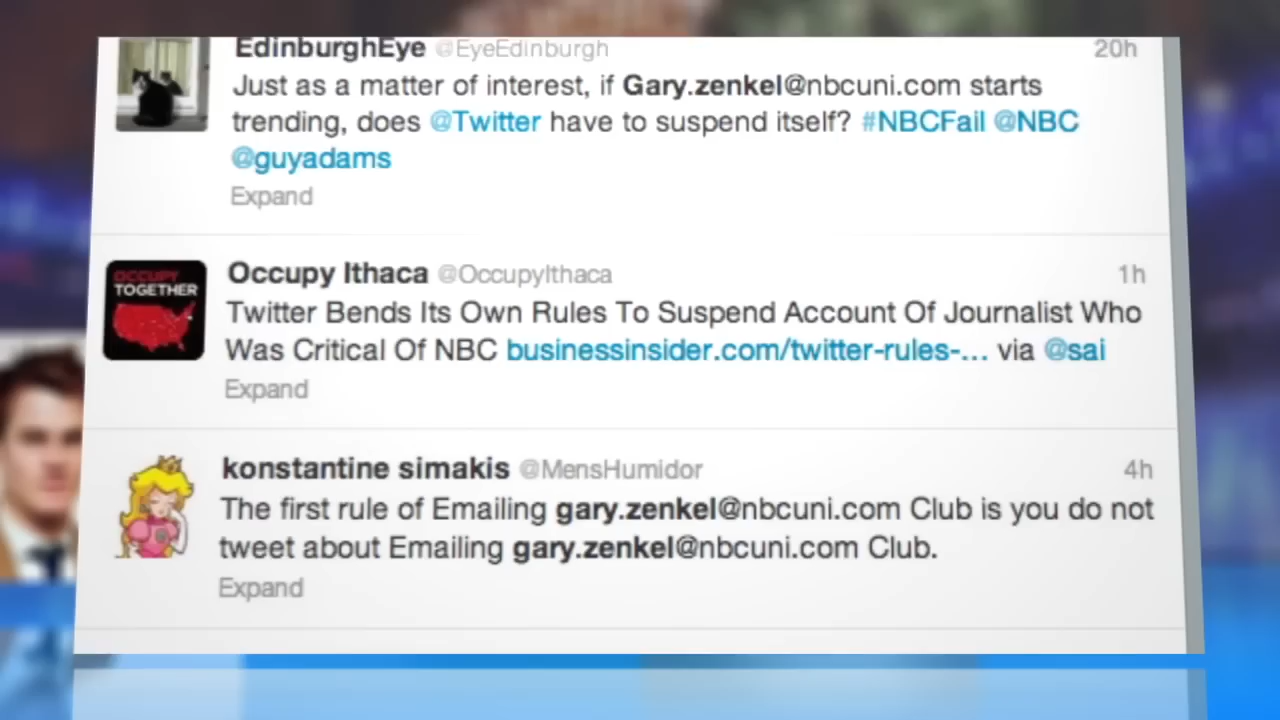 EdinburghEye @EyeEdinburgh 20h
Just as a matter of interest, if Gary.zenkel@nbcuni.com starts
trending, does @Twitter have to suspend itself? #NBCFail @NBC
@guyadams
Expand
OCCUPY
TOGETHER
Occupy Ithaca @OccupyIthaca 1h
Twitter Bends Its Own Rules To Suspend Account Of Journalist Who
Was Critical Of NBC businessinsider.com/twitter-rules-... via @sai
Expand
konstantine simakis @MensHumidor 4h
The first rule of Emailing gary.zenkel@nbcuni.com Club is you do not
tweet about Emailing gary.zenkel@nbcuni.com Club.
Expand